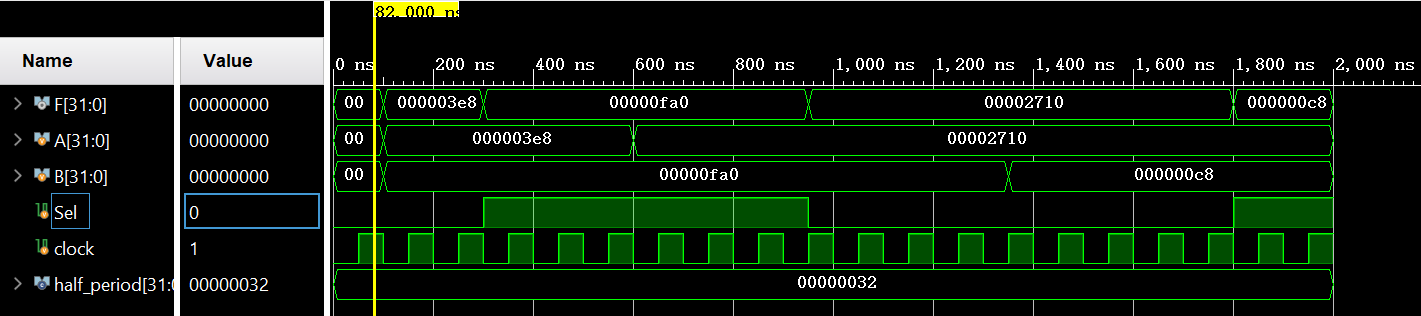 82.000 ns
Name Value
0 ns 200 ns 400 ns 600 ns 800 ns 1,000 ns 1,200 ns 1,400 ns 1,600 ns 1,800 ns 2,000 ns
F[31:0] 00000000 00 000003e8 00000fa0 00002710 000000c8
A[31:0] 00000000 00 000003e8 00002710
B[31:0] 00000000 00 00000fa0 000000c8
Sel 0
clock 1
half_period[31:0 00000032 00000032